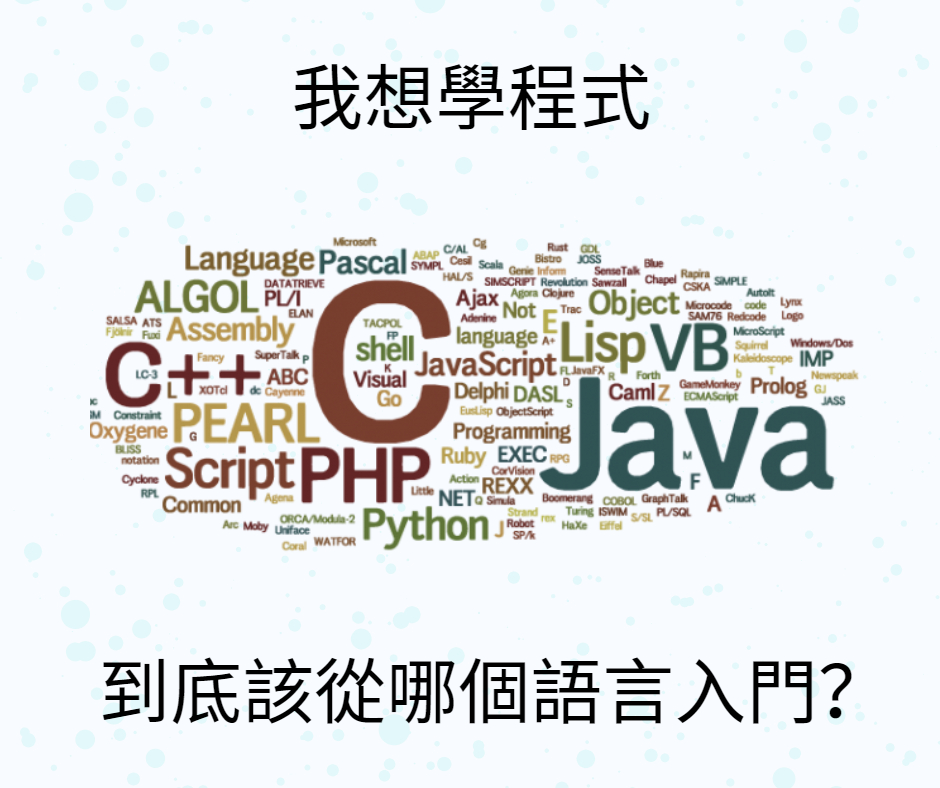 我想學程式
Microsoft
Cg
Language Pascal ABAP C/AL Rust GDL
SYMPL Cesil Scala Bistro JOSS
HAL/S Genie Inform SenseTalk Blue
DATATRIEVE SIMSCRIPT Revolution Sawzall Chapel Rapira
CSKA SiMPLE
ALGOL PL/I Ajax Agora Clojure Object AutoIt
ELAN Not Trac Microcode code Lynx
SALSA ATS Adenine SAM76 Redcode Logo
Fjölnir Fuxi Assembly TACPOL E
FP language A+ Lisp VB MicroScript
C++ Fancy SuperTalk P shell Squirrel Windows/Dos
C JavaScript Kaleidoscope IMP
LC-3 ABC K FL JavaFX R Forth b T Newspeak
L XOTcl dc Cayenne Visual Delphi DASL D Caml Z GameMonkey Prolog GJ
Go S ECMAScript JASS
Constraint EusLisp ObjectScript
Oxygene PEARL G Programming Java
BLISS
notation Script PHP Ruby EXEC RPG M
Cyclone CorVision
RPL Action REXX F
Common Agena Little NET Q Simula Boomerang COBOL GraphTalk A ChucK
Strand rex Turing ISWIM S/SL PL/SQL
Arc Moby ORCA/Modula-2 Python J Robot HaXe Eiffel
Uniface SP/k
Coral WATFOR
到底該從哪個語言入門?